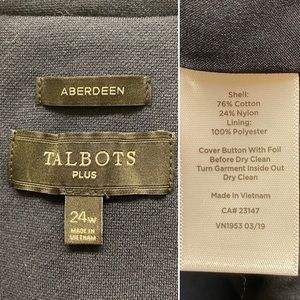 ABERDEEN
TALBOTS
PLUS
24W
MADE IN
VIETNAM
Shell:
76% Cotton
24% Nylon
Lining:
100% Polyester
Cover Button With Foil
Before Dry Clean
Turn Garment Inside Out
Dry Clean
Made In Vietnam
CA# 23147
VN1953 03/19